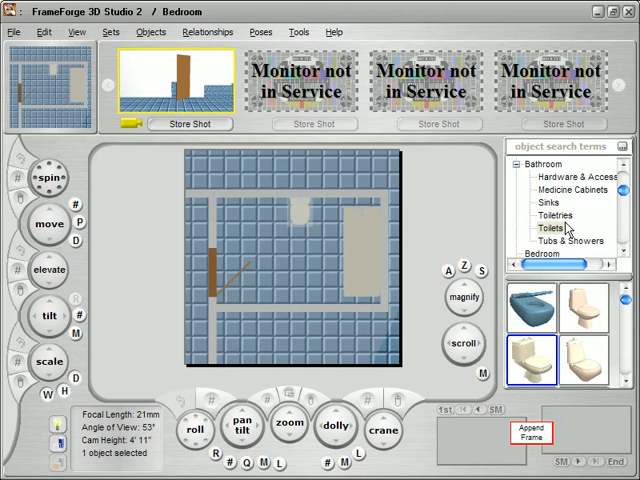 FrameForge 3D Studio 2 / Bedroom
File Edit View Sets Objects Relationships Poses Tools Help
Monitor not in Service
Monitor not in Service
Monitor not in Service
Store Shot
Store Shot
Store Shot
Store Shot
object search terms
Bathroom
Hardware & Access
Medicine Cabinets
Sinks
Toiletries
Toilets
Tubs & Showers
Bedroom
spin
#
move
P
D
elevate
R
tilt
#
M
scale
D
H
W
A Z S
magnify
scroll
M
roll
pan tilt
zoom
dolly
crane
R # Q M L
# M L
Focal Length: 21mm
Angle of View: 53°
Cam Height: 4' 11"
1 object selected
1st SM
Append Frame
SM End